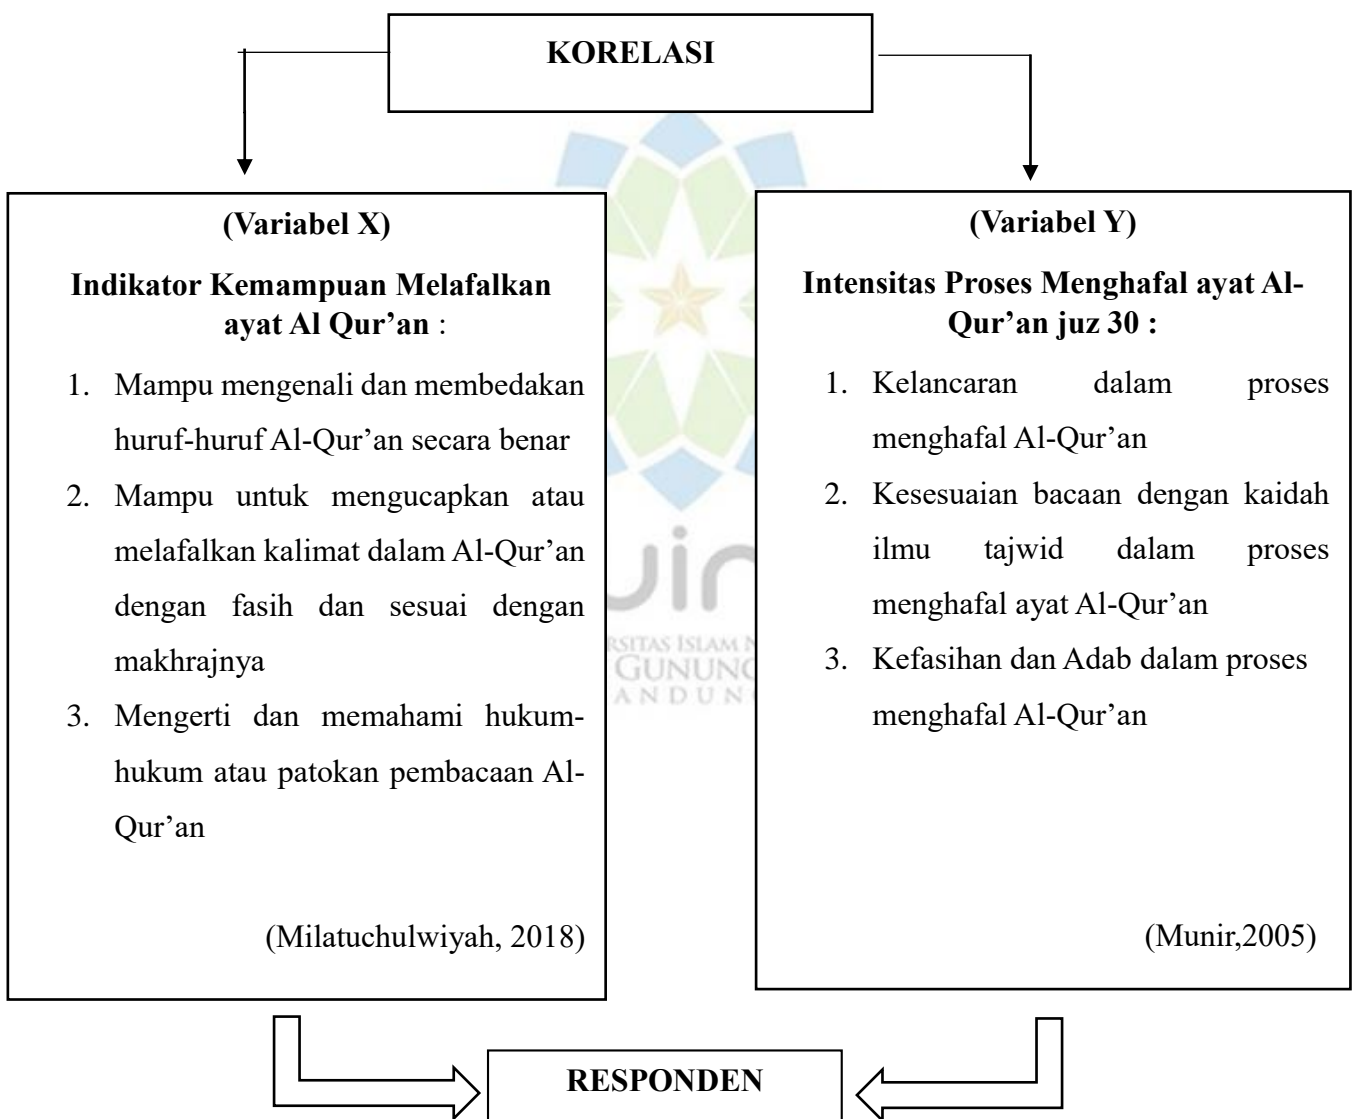 KORELASI
(Variabel X)
Indikator Kemampuan Melafalkan
ayat Al Qur’an :
1. Mampu mengenali dan membedakan
huruf-huruf Al-Qur’an secara benar
2. Mampu untuk mengucapkan atau
melafalkan kalimat dalam Al-Qur’an
dengan fasih dan sesuai dengan
makhrajnya
3. Mengerti dan memahami hukum-
hukum atau patokan pembacaan Al-
Qur’an
(Milatuchulwiyah, 2018)
(Variabel Y)
Intensitas Proses Menghafal ayat Al-
Qur’an juz 30 :
1. Kelancaran dalam proses
menghafal Al-Qur’an
2. Kesesuaian bacaan dengan kaidah
ilmu tajwid dalam proses
menghafal ayat Al-Qur’an
3. Kefasihan dan Adab dalam proses
menghafal Al-Qur’an
(Munir,2005)
ISLAM
RESPONDEN